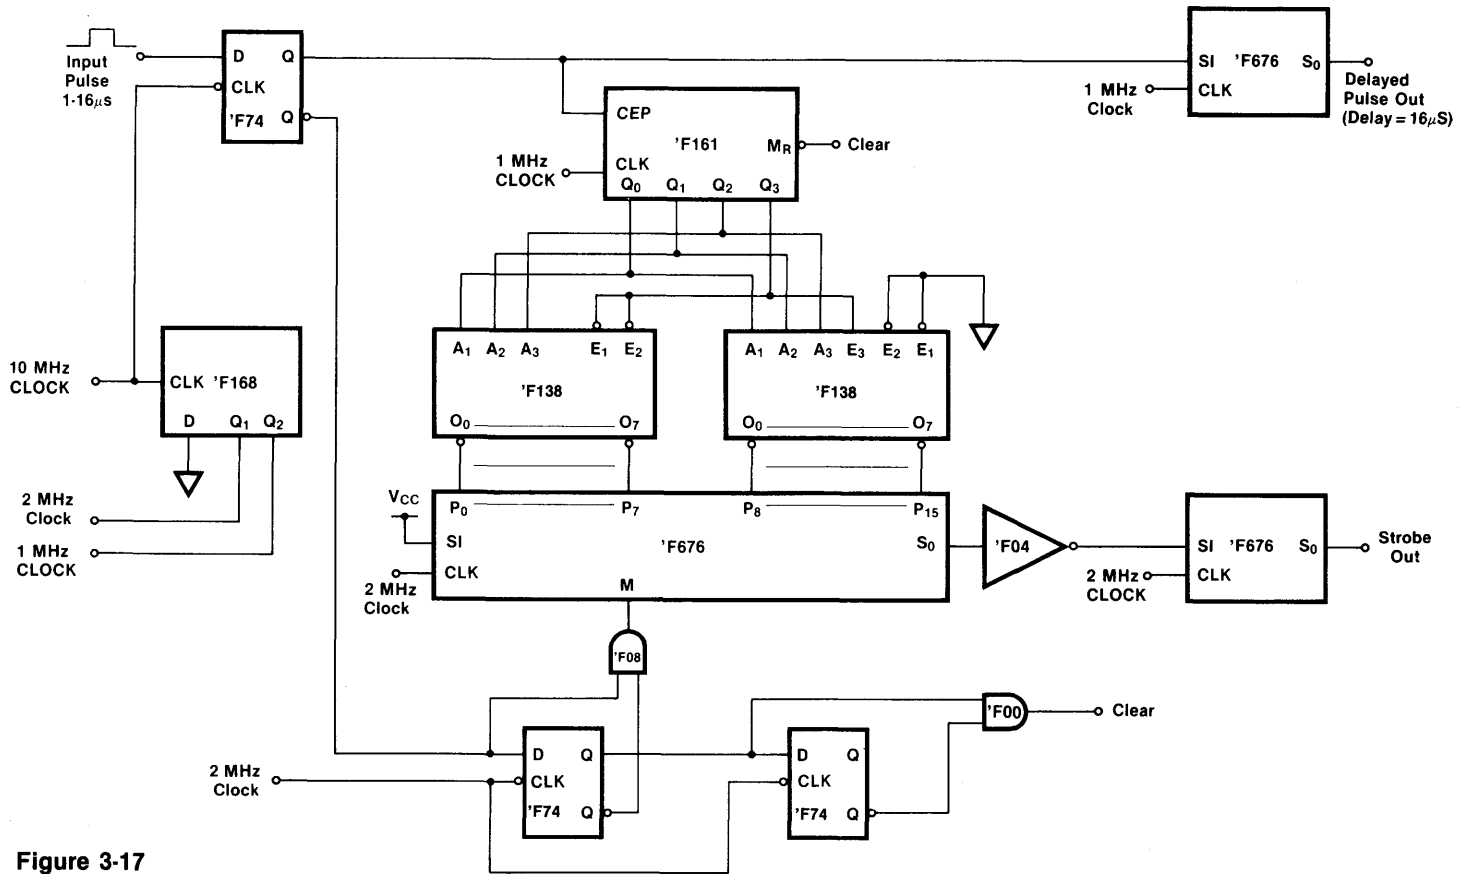 Input
Pulse
1-16μs
D Q
CLK
'F74 Q
SI 'F676 S0
CLK
1 MHz
Clock
Delayed
Pulse Out
(Delay = 16μS)
CEP
'F161
MR
Clear
CLK
1 MHz
CLOCK
Q0 Q1 Q2 Q3
10 MHz
CLOCK
CLK 'F168
D Q1 Q2
2 MHz
Clock
1 MHz
CLOCK
A1 A2 A3 E1 E2
'F138
O0 O7
A1 A2 A3 E3 E2 E1
'F138
O0 O7
VCC
P0 P7 P8 P15
SI 'F676 S0
CLK
2 MHz
Clock
M
'F04
SI 'F676 S0
CLK
2 MHz
CLOCK
Strobe
Out
'F08
2 MHz
Clock
D Q
CLK
'F74 Q
D Q
CLK
'F74 Q
'F00
Clear
Figure 3-17